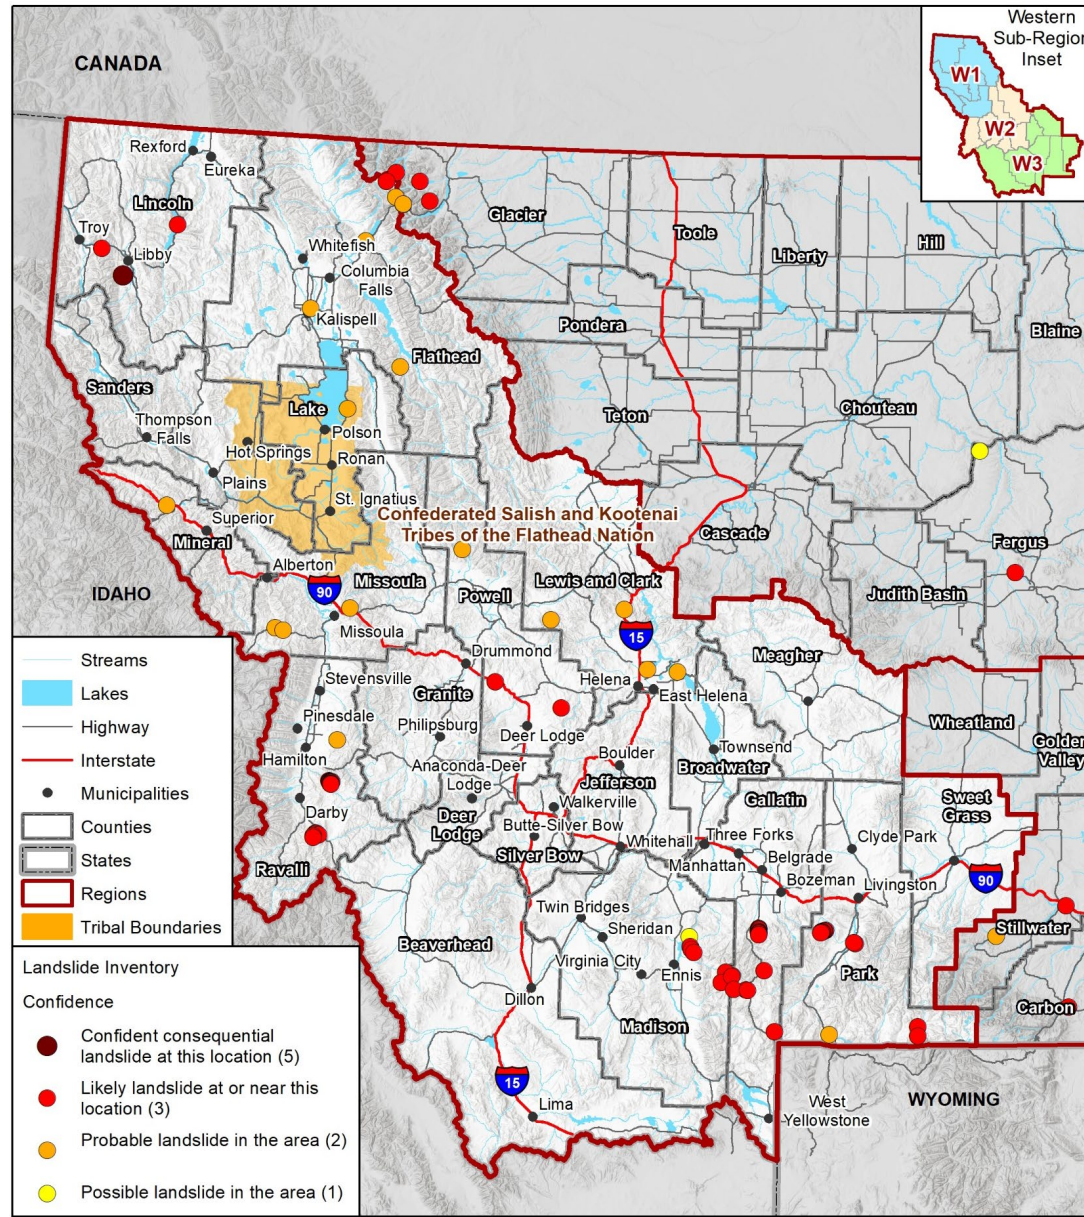 Western
Sub-Region
Inset
W1
W2
W3
CANADA
Rexford
Eureka
Lincoln
Troy
Libby
Whitefish
Columbia
Falls
Kalispell
Glacier
Toole
Hill
Liberty
Pondera
Blaine
Flathead
Sanders
Thompson
Falls
Lake
Polson
Hot Springs
Ronan
Plains
St. Ignatius
Teton
Chouteau
Confederated Salish and Kootenai
Tribes of the Flathead Nation
Superior
Mineral
Cascade
Fergus
Alberton
Missoula
Lewis and Clark
Powell
Judith Basin
IDAHO
90
Missoula
15
Drummond
Meagher
Stevensville
Granite
Helena
East Helena
Pinesdale
Philipsburg
Deer Lodge
Wheatland
Golden
Valley
Hamilton
Anaconda-Deer
Lodge
Boulder
Townsend
Jefferson
Broadwater
Darby
Deer
Lodge
Walkerville
Gallatin
Sweet
Grass
Butte-Silver Bow
Whitehall
Three Forks
Clyde Park
Silver Bow
Manhattan
Belgrade
Ravalli
Bozeman
Livingston
90
Twin Bridges
Sheridan
Stillwater
Beaverhead
Virginia City
Ennis
Park
Dillon
Madison
Carbon
15
Lima
West
Yellowstone
WYOMING
Streams
Lakes
Highway
Interstate
Municipalities
Counties
States
Regions
Tribal Boundaries
Landslide Inventory
Confidence
Confident consequential
landslide at this location (5)
Likely landslide at or near this
location (3)
Probable landslide in the area (2)
Possible landslide in the area (1)